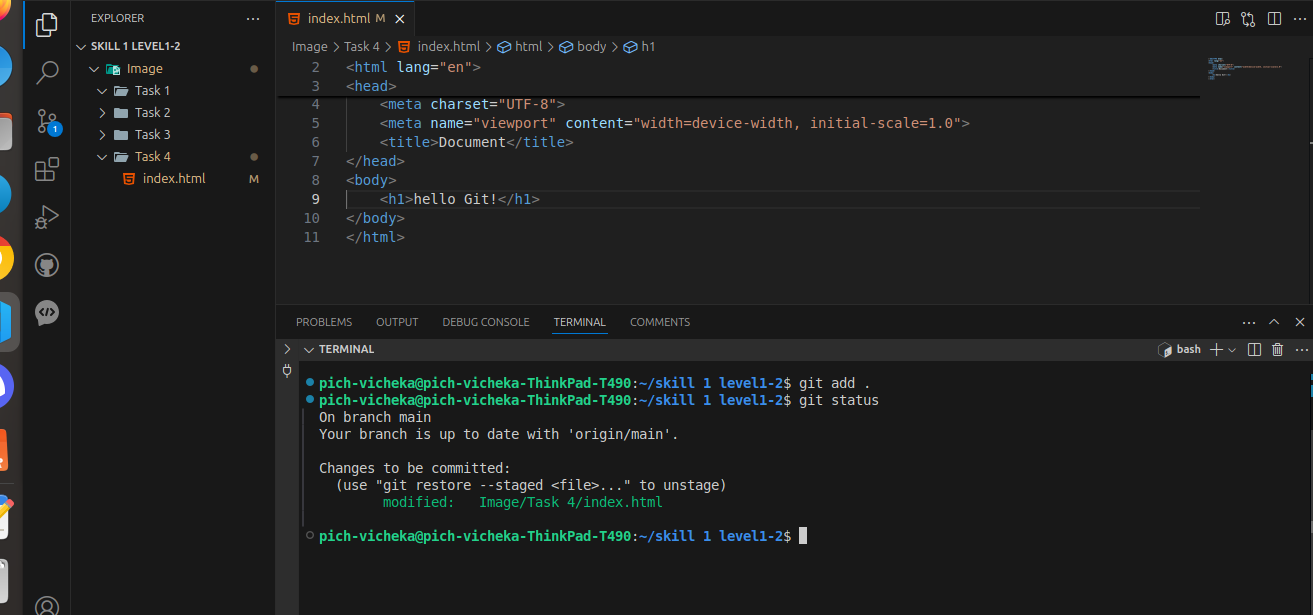 EXPLORER
SKILL 1 LEVEL1-2
Image
Task 1
Task 2
Task 3
Task 4
index.html M
1
index.html M
Image > Task 4 > index.html > html > body > h1
2 <html lang="en">
3 <head>
4 <meta charset="UTF-8">
5 <meta name="viewport" content="width=device-width, initial-scale=1.0">
6 <title>Document</title>
7 </head>
8 <body>
9 <h1>hello Git!</h1>
10 </body>
11 </html>
PROBLEMS OUTPUT DEBUG CONSOLE TERMINAL COMMENTS
TERMINAL bash
pich-vicheka@pich-vicheka-ThinkPad-T490:~/skill 1 level1-2$ git add .
pich-vicheka@pich-vicheka-ThinkPad-T490:~/skill 1 level1-2$ git status
On branch main
Your branch is up to date with 'origin/main'.
Changes to be committed:
(use "git restore --staged <file>..." to unstage)
modified: Image/Task 4/index.html
pich-vicheka@pich-vicheka-ThinkPad-T490:~/skill 1 level1-2$